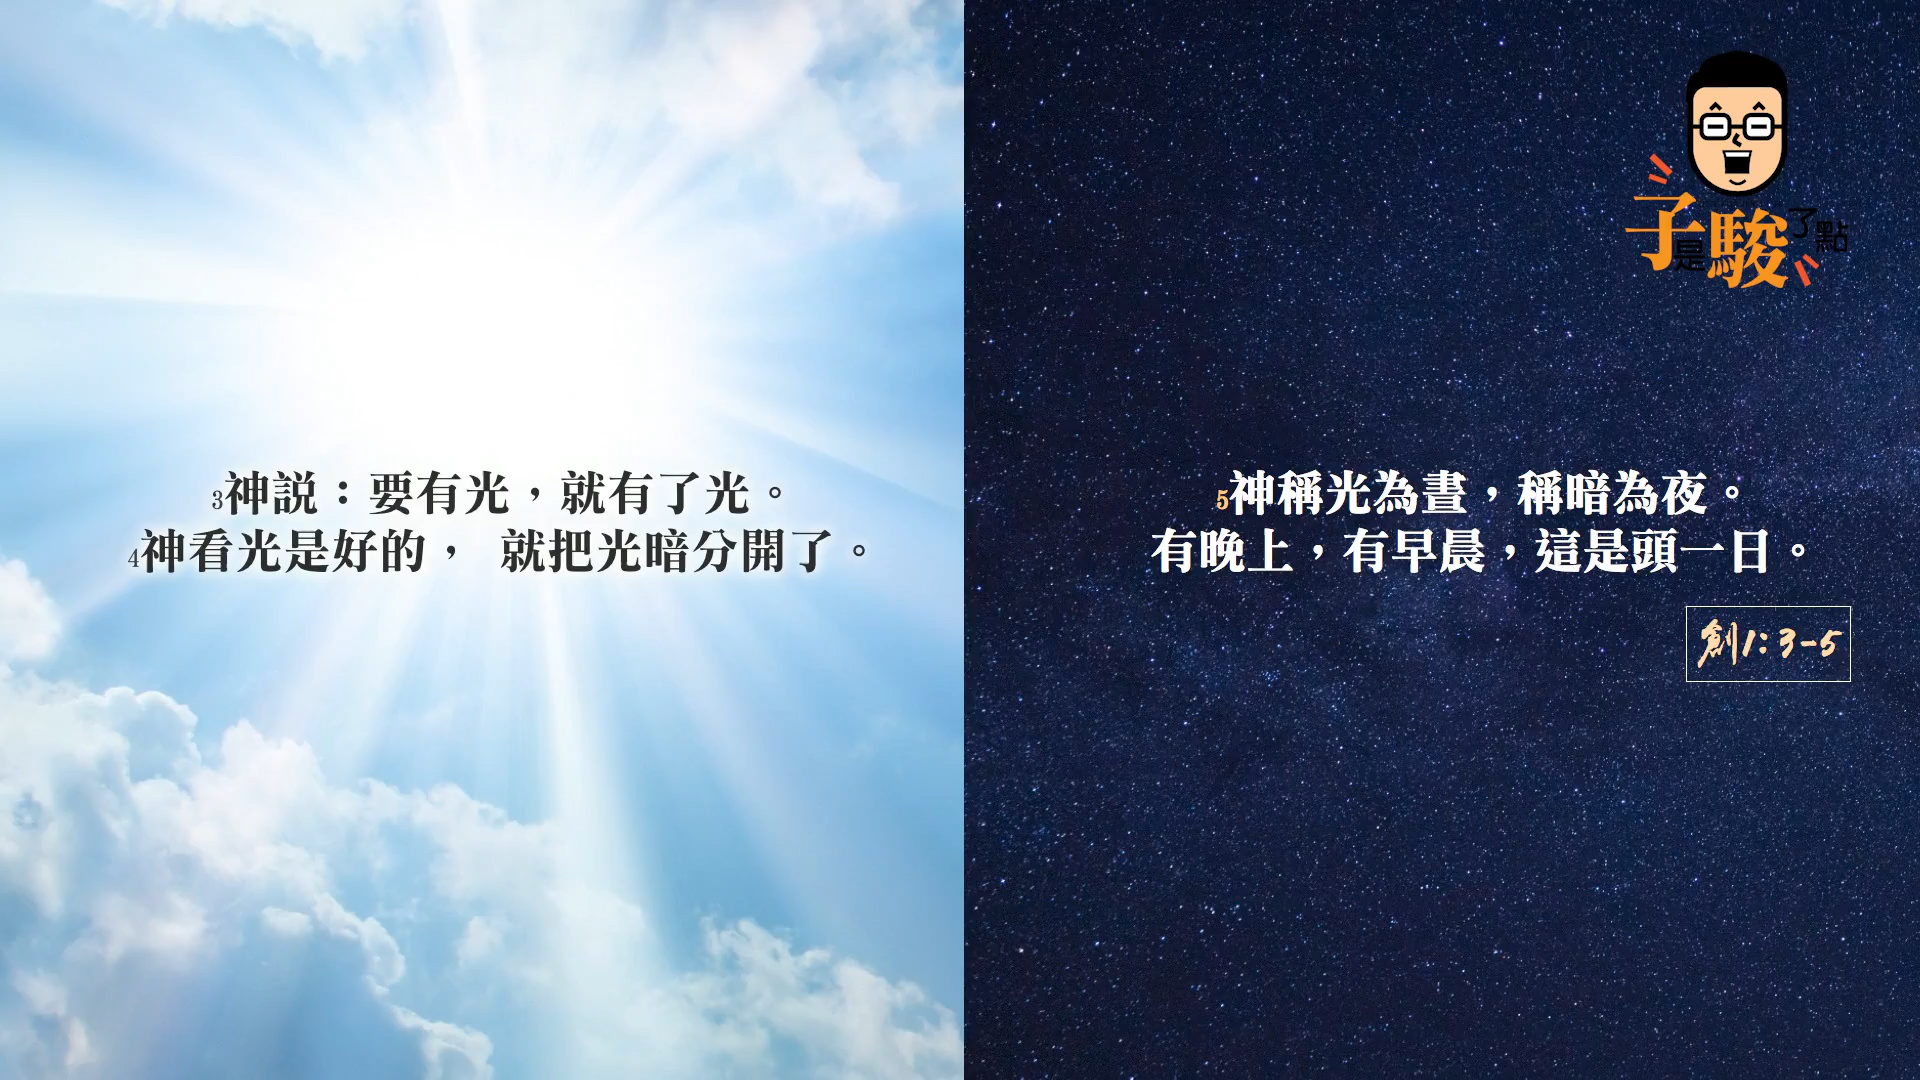 3神説：要有光，就有了光。
4神看光是好的， 就把光暗分開了。
子是駿了點
5神稱光為晝，稱暗為夜。
有晚上，有早晨，這是頭一日。
創1:3-5